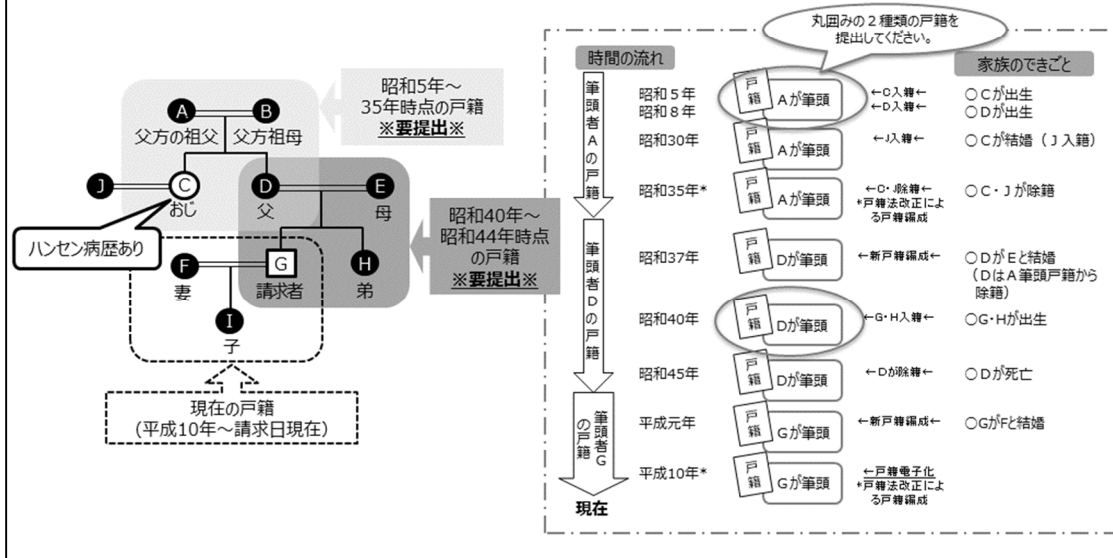 A
B
父方の祖父
父方祖母
J
C
おじ
D
父
E
母
ハンセン病歴あり
F
妻
G
請求者
H
弟
I
子
昭和5年～
35年時点の戸籍
※要提出※
昭和40年～
昭和44年時点
の戸籍
※要提出※
現在の戸籍
(平成10年～請求日現在)
丸囲みの２種類の戸籍を
提出してください。
時間の流れ
家族のできごと
筆頭者Aの戸籍
筆頭者Dの戸籍
筆頭者G
の戸籍
現在
昭和５年
昭和８年
戸籍
Aが筆頭
←C入籍←
←D入籍←
○Cが出生
○Dが出生
昭和30年
戸籍
Aが筆頭
←J入籍←
○Cが結婚（J入籍）
昭和35年*
戸籍
Aが筆頭
←C・J除籍←
*戸籍法改正によ
る戸籍編成
○C・Jが除籍
昭和37年
戸籍
Dが筆頭
←新戸籍編成←
○DがEと結婚
（DはA筆頭戸籍から
除籍）
昭和40年
戸籍
Dが筆頭
←G・H入籍←
○G・Hが出生
昭和45年
戸籍
Dが筆頭
←Dが除籍←
○Dが死亡
平成元年
戸籍
Gが筆頭
←新戸籍編成←
○GがFと結婚
平成10年*
戸籍
Gが筆頭
←戸籍電子化
*戸籍法改正によ
る戸籍編成